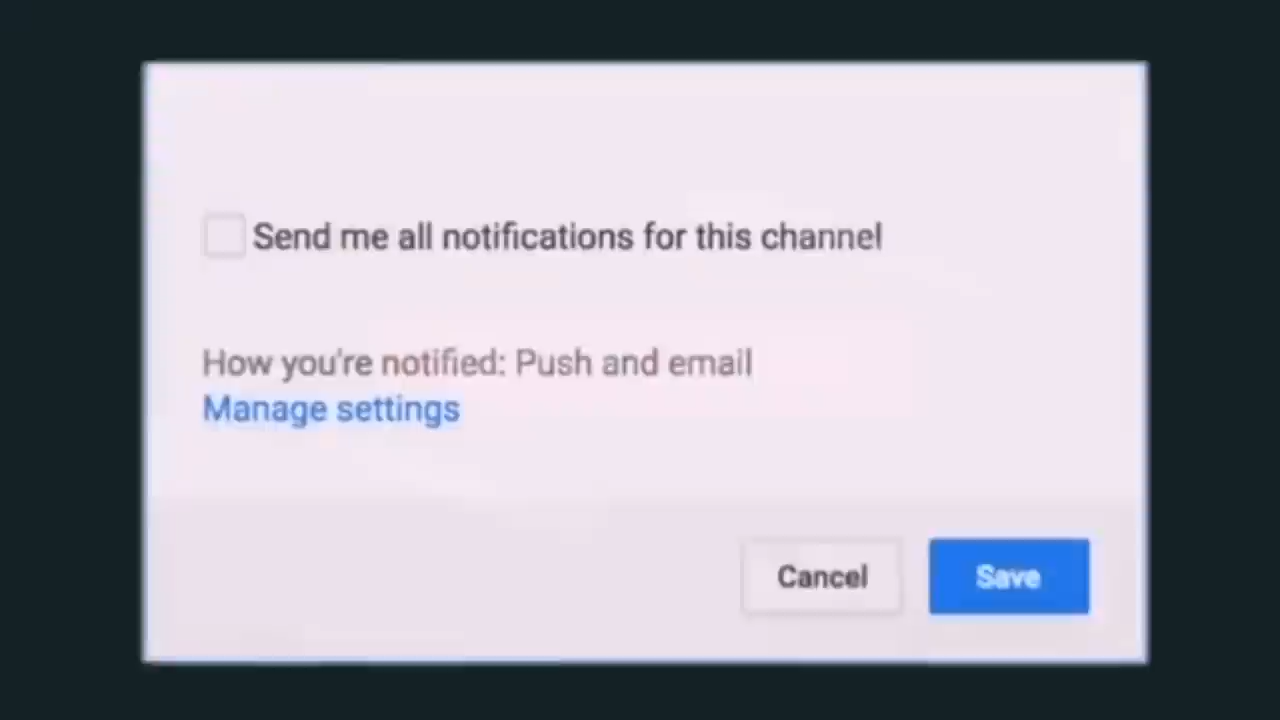 Send me all notifications for this channel
How you're notified: Push and email
Manage settings
Cancel
Save